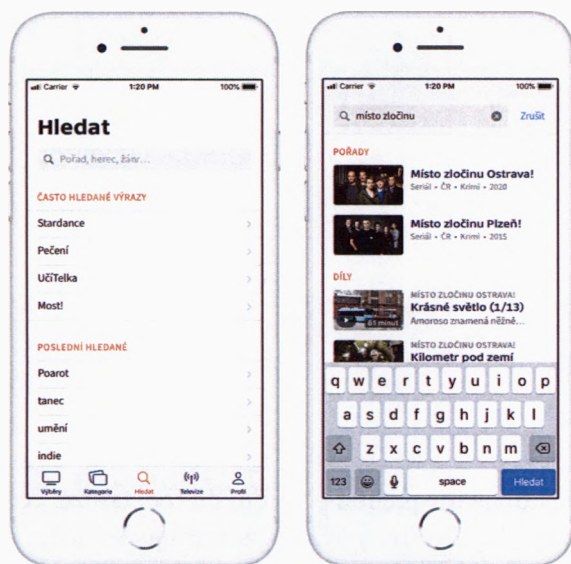 Carrier
1:20 PM
100%
Hledat
Pořad, herec, žánr...
ČASTO HLEDANÉ VÝRAZY
Stardance
Pečení
UčíTelka
Most!
POSLEDNÍ HLEDANÉ
Poarot
tanec
umění
indie
Výběry
Kategorie
Hledat
Televize
Profil
Carrier
1:20 PM
100%
místo zločinu
Zrušit
POŘADY
Místo zločinu Ostrava!
Seriál • ČR • Krimi • 2020
Místo zločinu Plzeň!
Seriál • ČR • Krimi • 2015
DÍLY
MÍSTO ZLOČINU OSTRAVA!
Krásné světlo (1/13)
Amoroso znamená něžně...
61 minut
MÍSTO ZLOČINU OSTRAVA!
Kilometr pod zemí
q w e r t y u i o p
a s d f g h j k l
z x c v b n m
123
space
Hledat